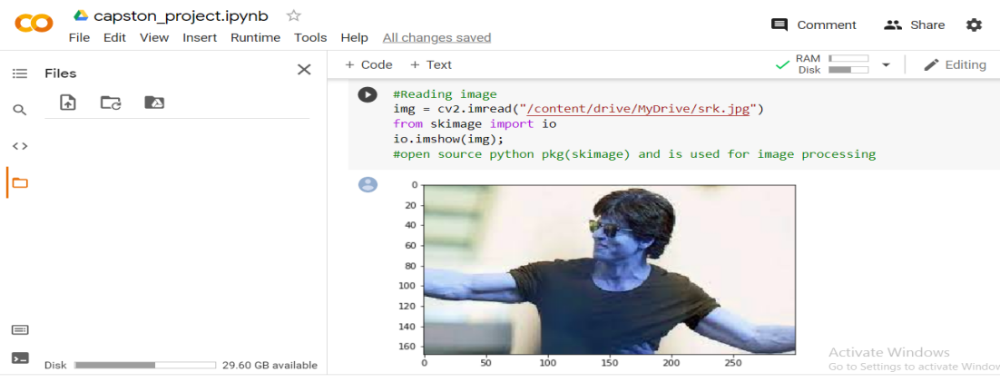 capston_project.ipynb
File Edit View Insert Runtime Tools Help All changes saved
Comment Share
Files
+ Code + Text
RAM
Disk
Editing
#Reading image
img = cv2.imread("/content/drive/MyDrive/srk.jpg")
from skimage import io
io.imshow(img);
#open source python pkg(skimage) and is used for image processing
0
20
40
60
80
100
120
140
160
0 50 100 150 200 250
Disk 29.60 GB available
Activate Windows
Go to Settings to activate Window